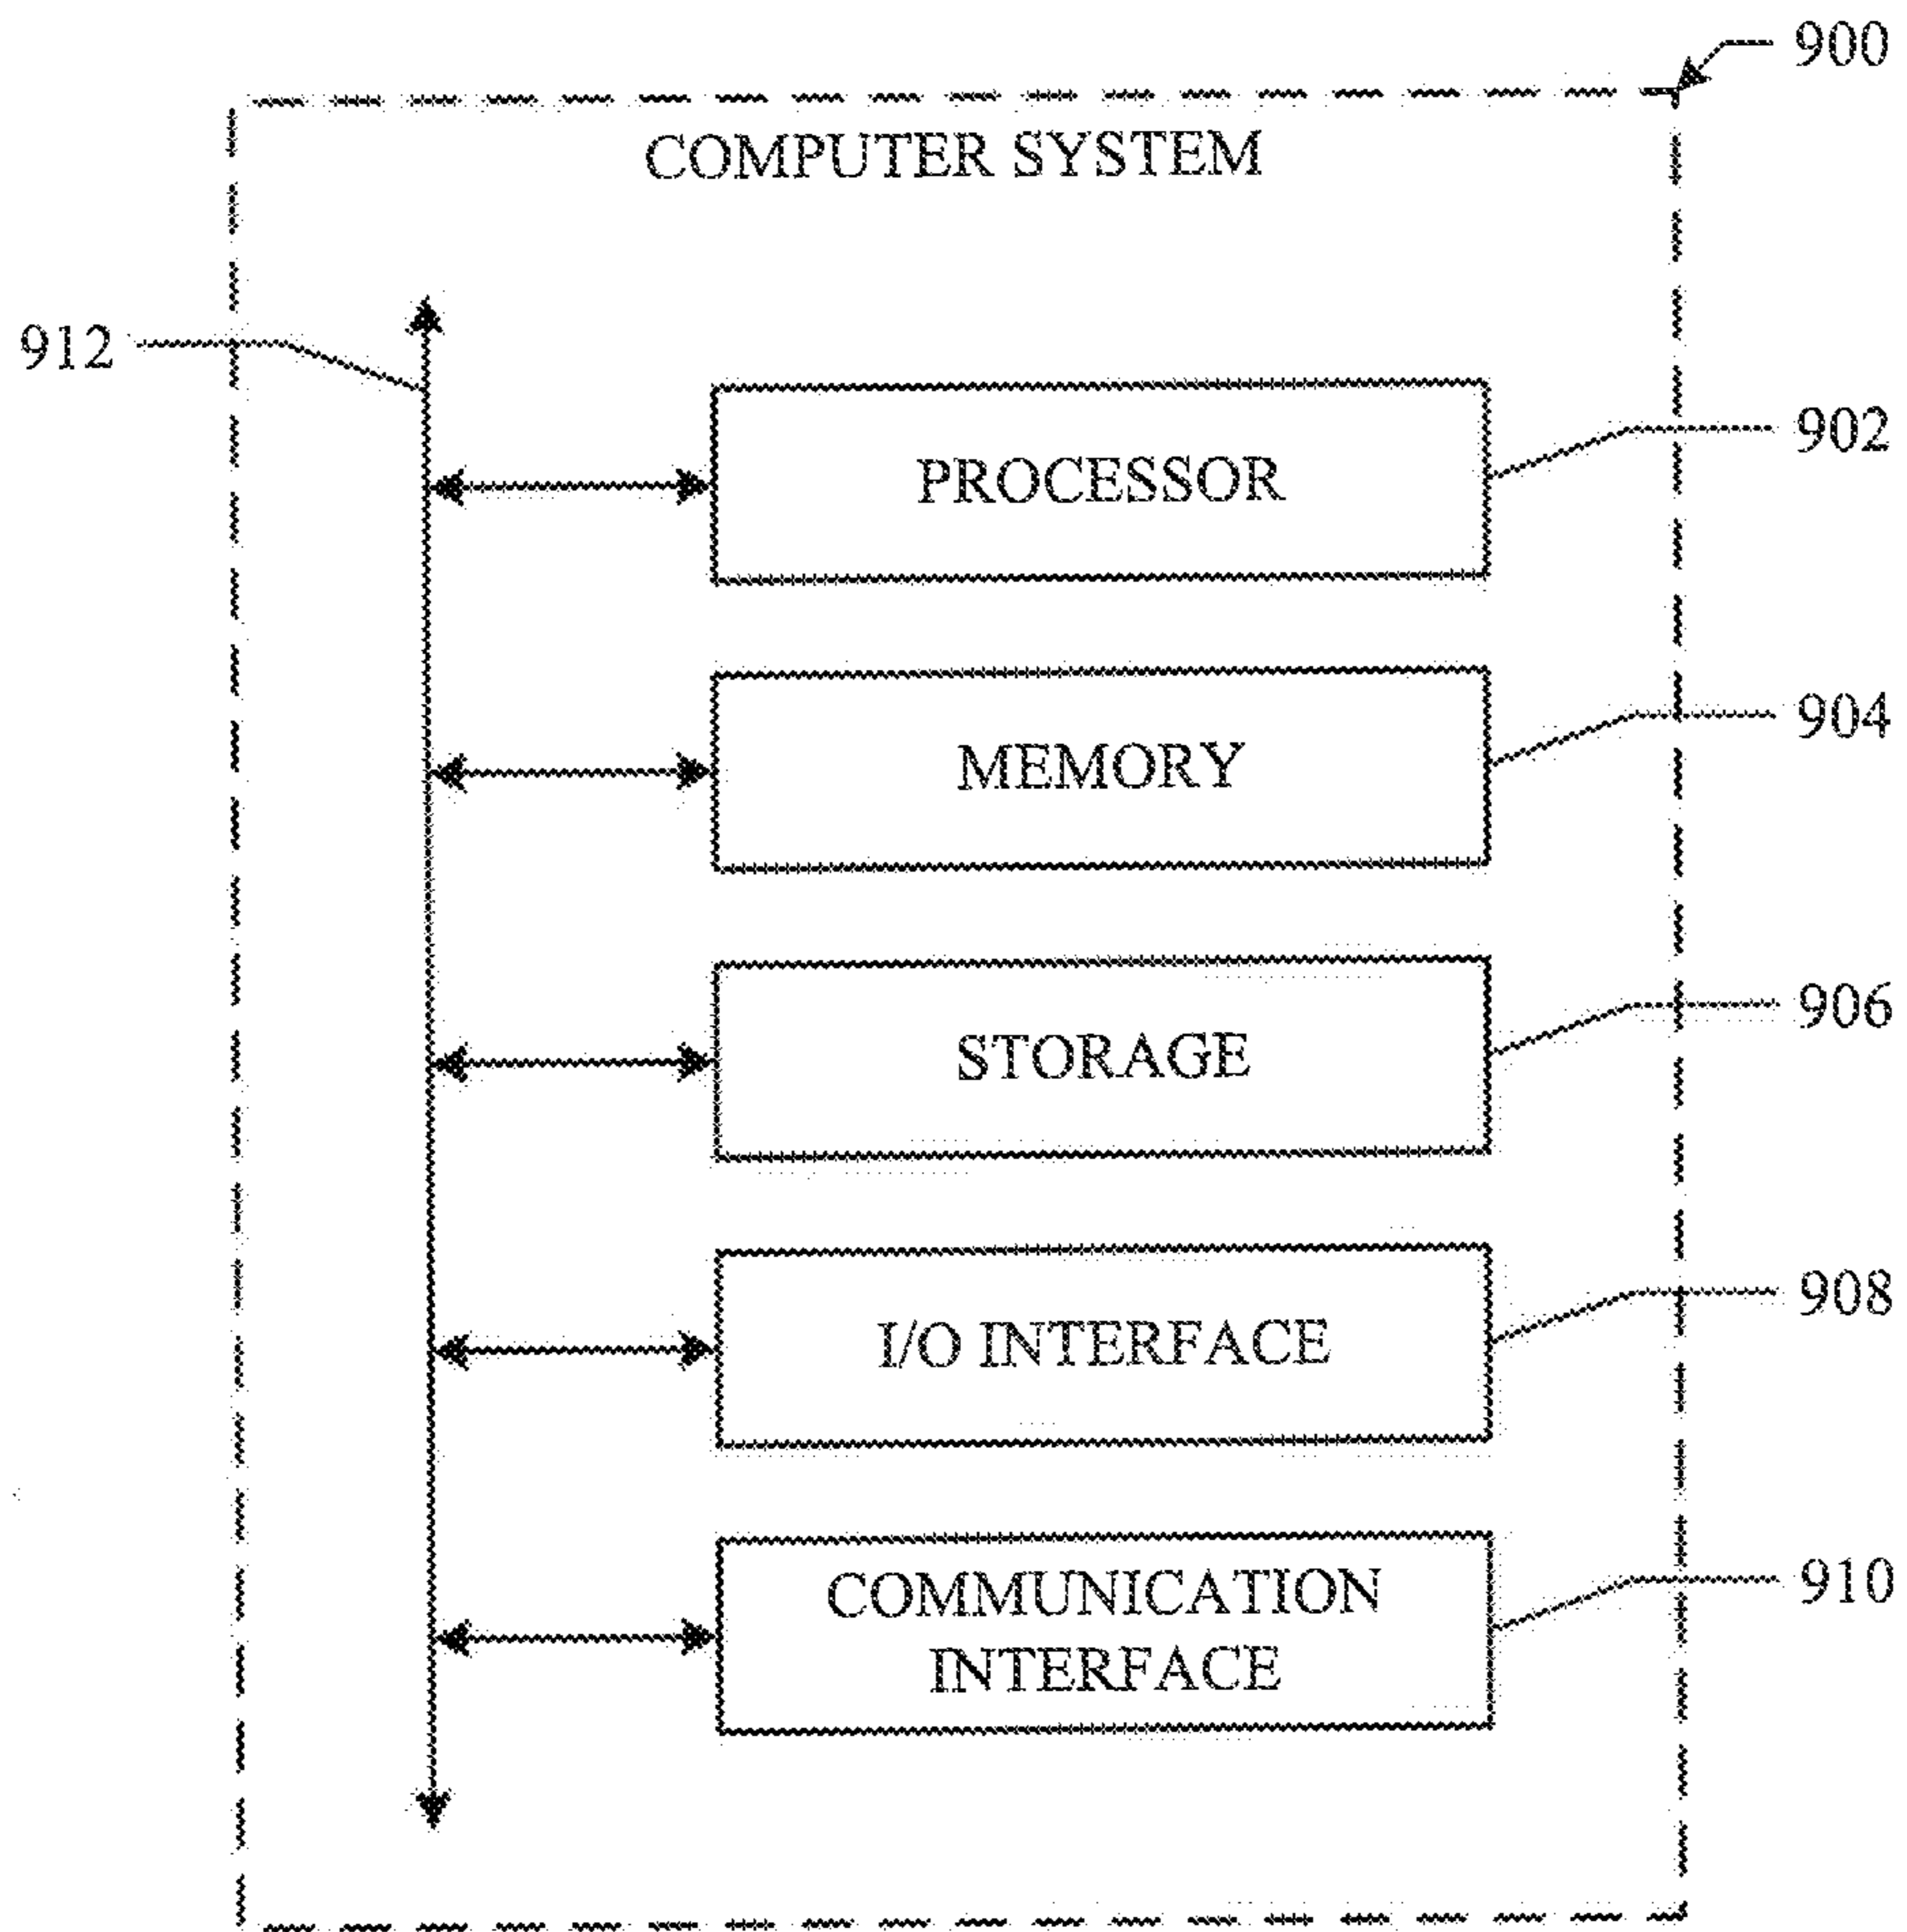 900
COMPUTER SYSTEM
912
PROCESSOR
902
MEMORY
904
STORAGE
906
I/O INTERFACE
908
COMMUNICATION
INTERFACE
910